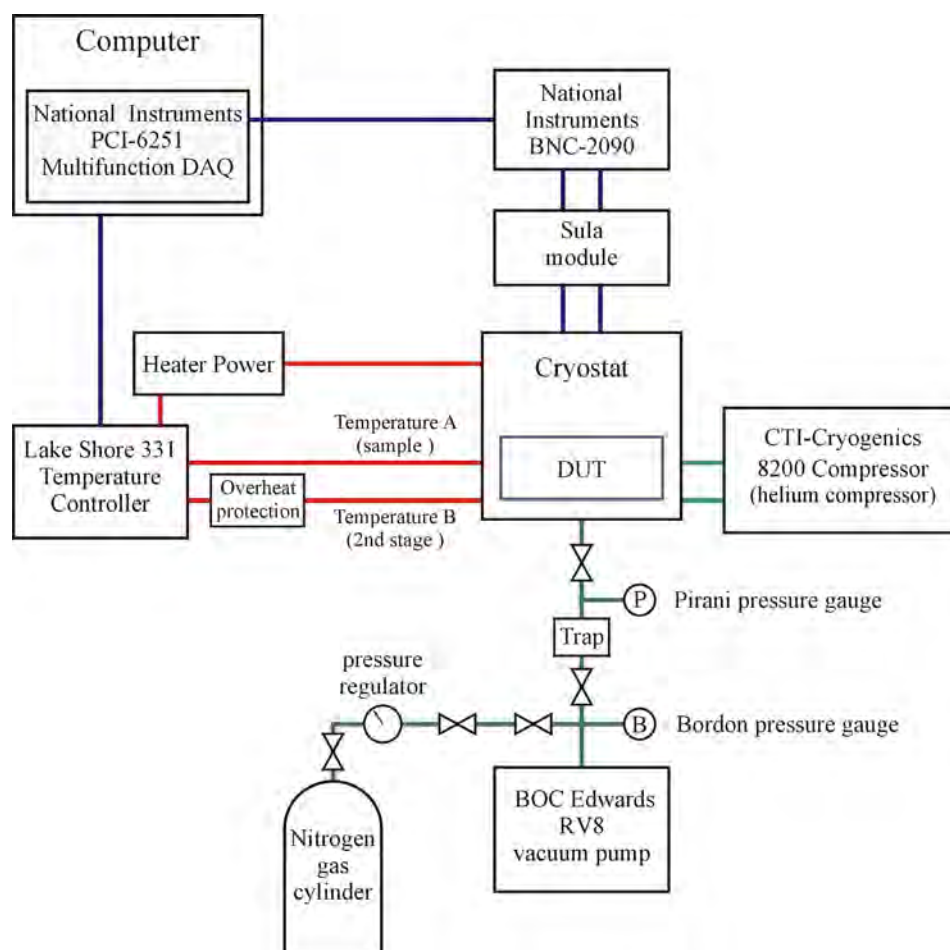 Computer
National Instruments
PCI-6251
Multifunction DAQ
National
Instruments
BNC-2090
Sula
module
Heater Power
Cryostat
DUT
Temperature A
(sample )
Lake Shore 331
Temperature
Controller
Overheat
protection
Temperature B
(2nd stage )
CTI-Cryogenics
8200 Compressor
(helium compressor)
P
Pirani pressure gauge
Trap
pressure
regulator
B
Bordon pressure gauge
BOC Edwards
RV8
vacuum pump
Nitrogen
gas
cylinder